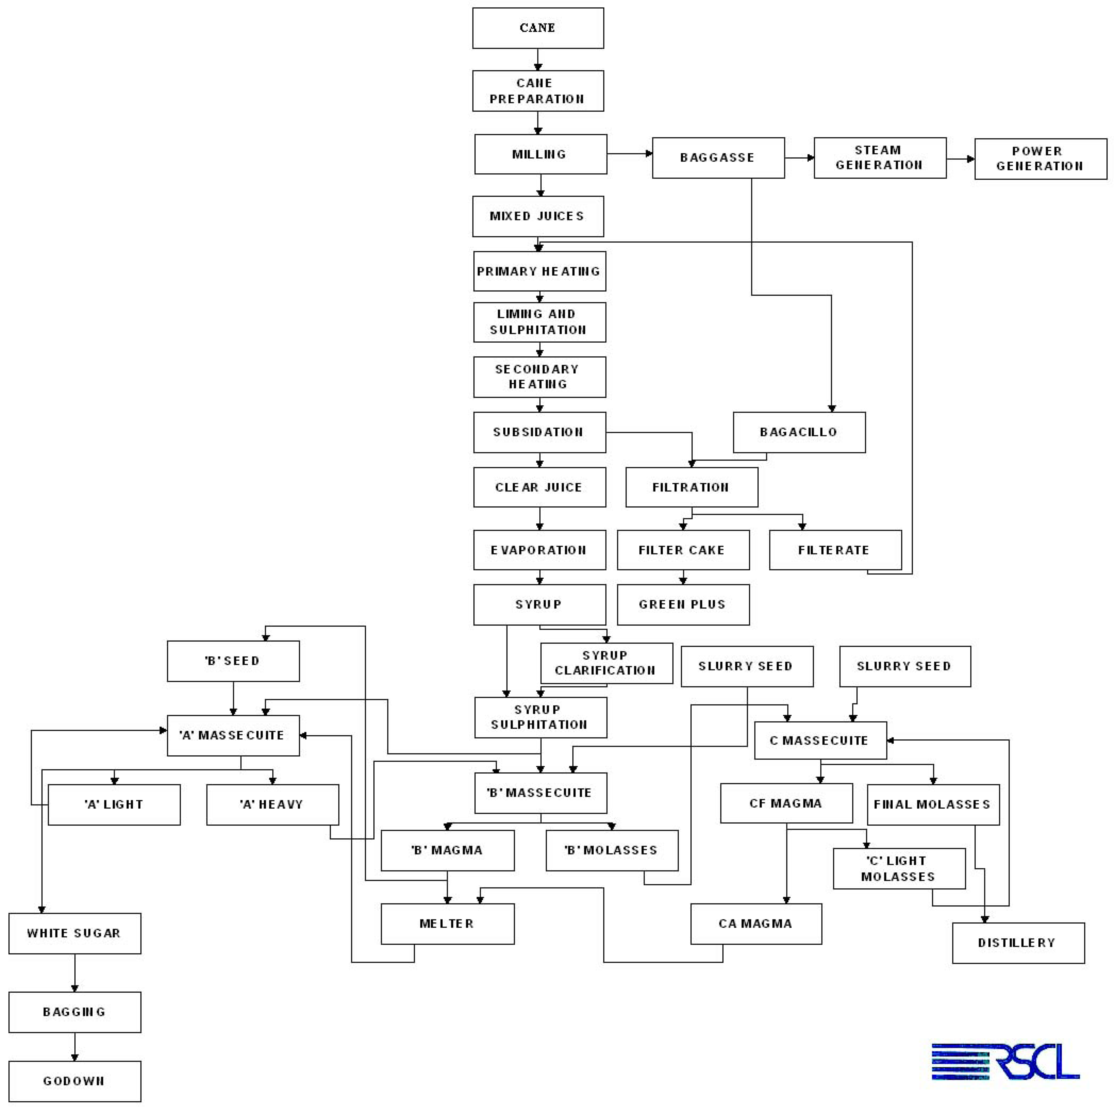 CANE
CANE
PREPARATION
MILLING
BAGGASSE
STEAM
GENERATION
POWER
GENERATION
MIXED JUICES
PRIMARY HEATING
LIMING AND
SULPHITATION
SECONDARY
HEATING
SUBSIDATION
BAGACILLO
CLEAR JUICE
FILTRATION
EVAPORATION
FILTER CAKE
FILTERATE
SYRUP
GREEN PLUS
'B' SEED
SYRUP
CLARIFICATION
SLURRY SEED
SLURRY SEED
SYRUP
SULPHITATION
'A' MASSECUITE
C MASSECUITE
'B' MASSECUITE
'A' LIGHT
'A' HEAVY
CF MAGMA
FINAL MOLASSES
'B' MAGMA
'B' MOLASSES
'C' LIGHT
MOLASSES
WHITE SUGAR
MELTER
CA MAGMA
DISTILLERY
BAGGING
GODOWN
RSCL